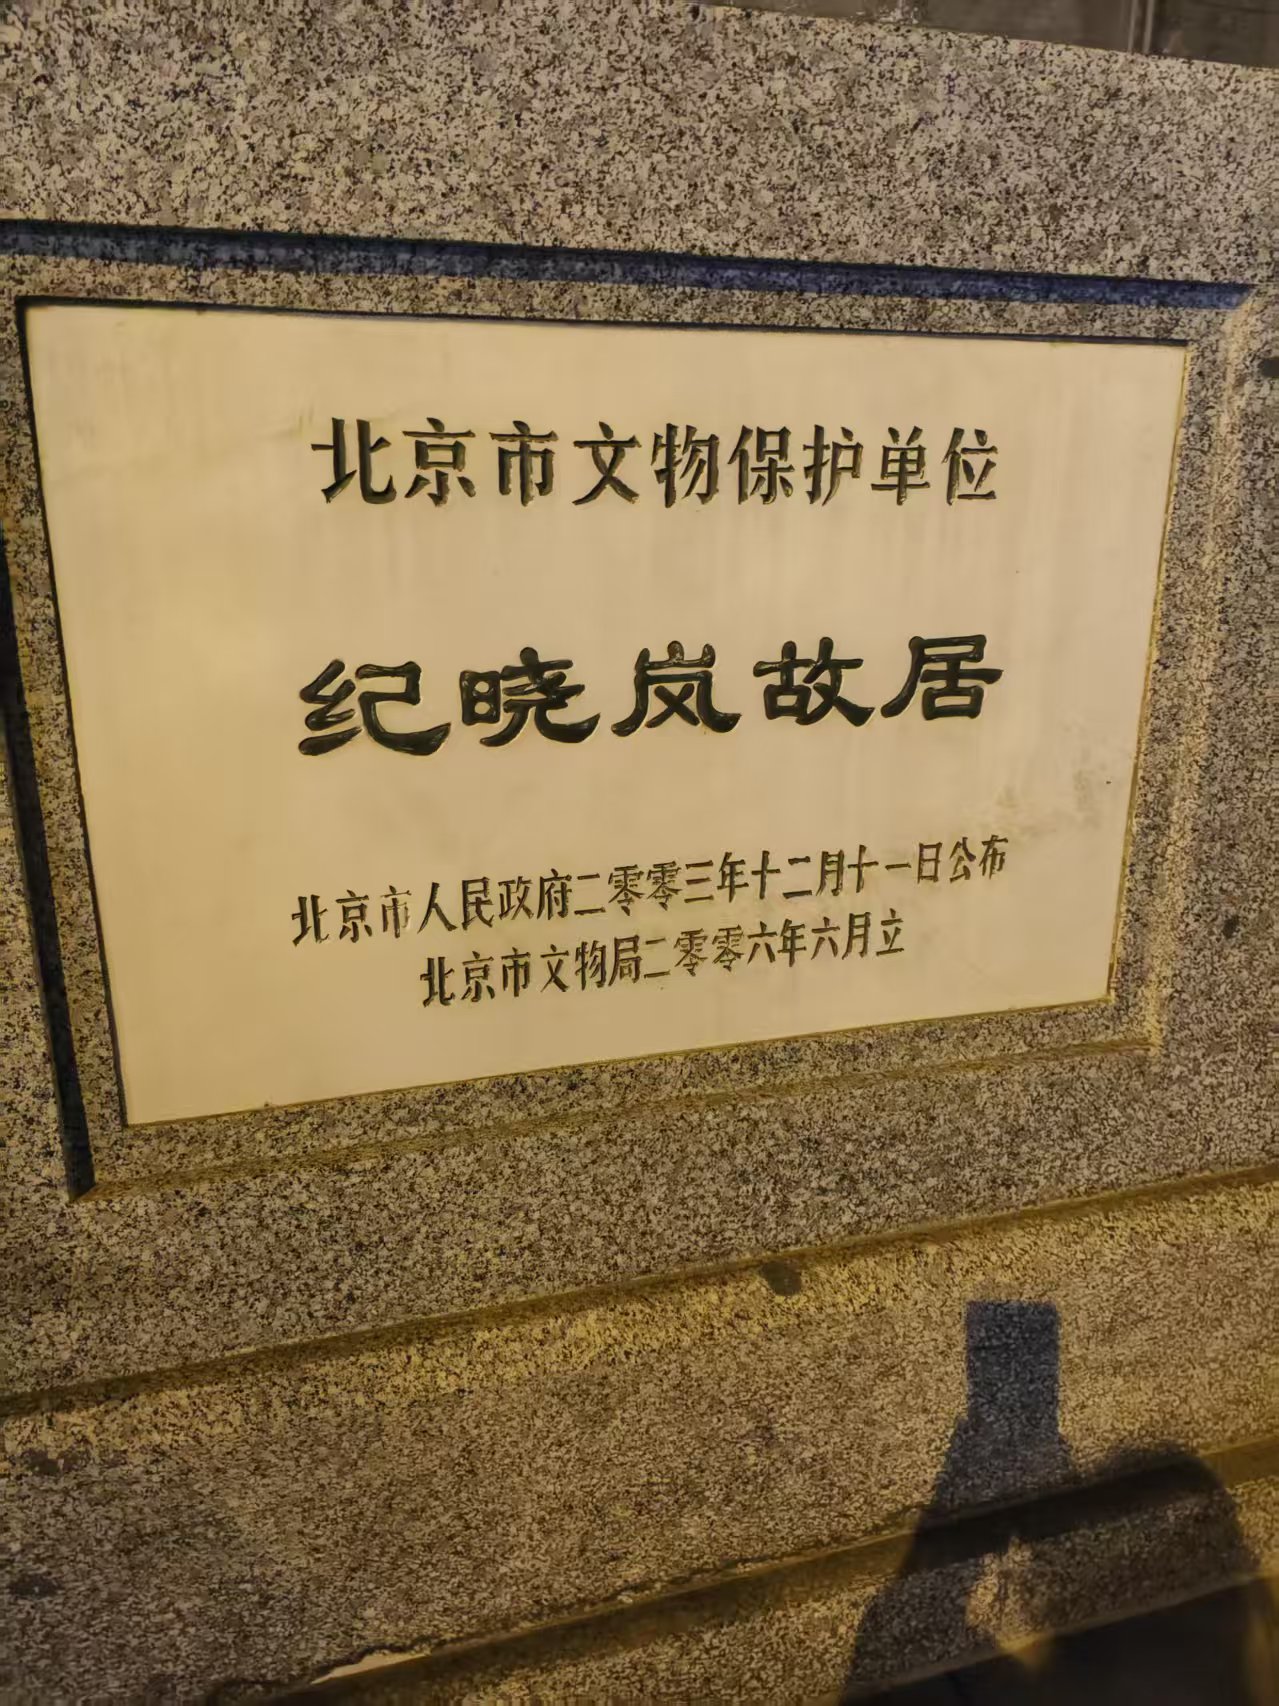 北京市文物保护单位
纪晓岚故居
北京市人民政府二零零三年十二月十一日公布
北京市文物局二零零六年六月立